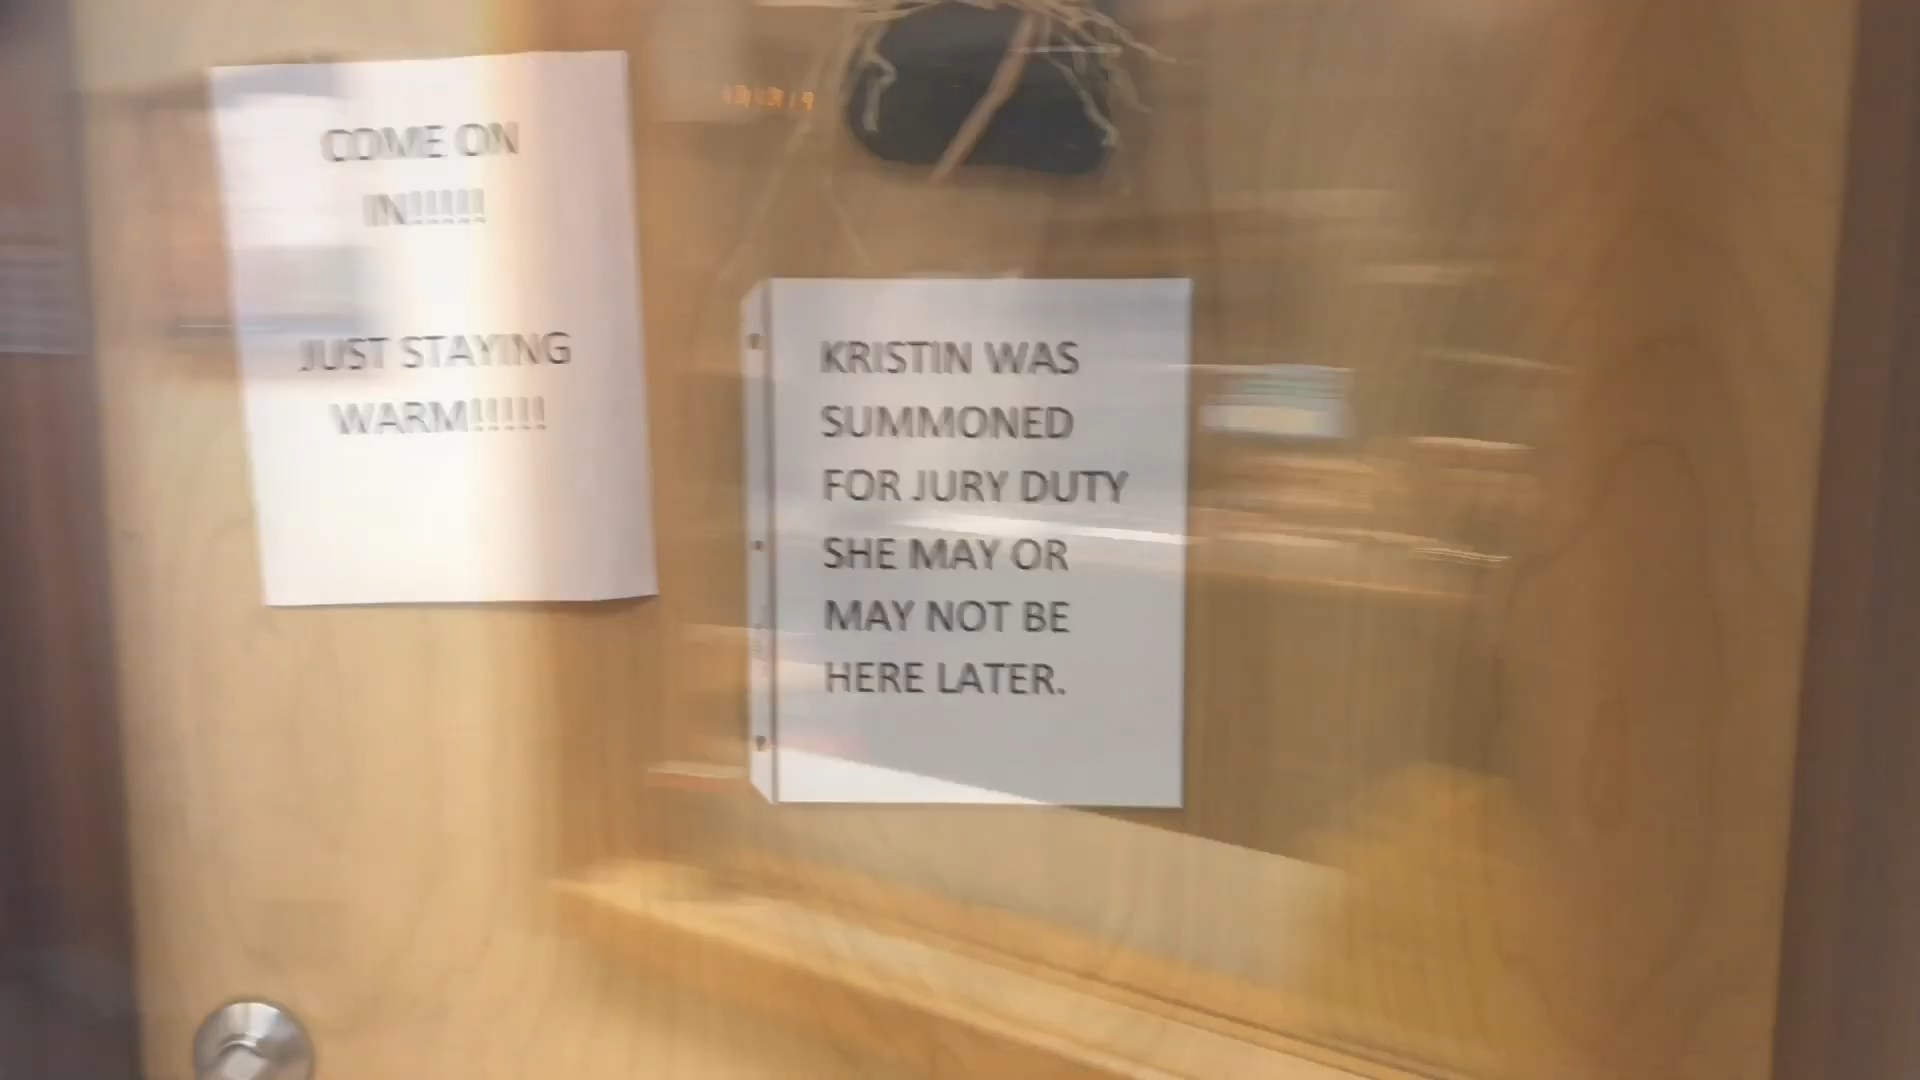 COME ON
IN!!!!!!
JUST STAYING
WARM!!!!!
KRISTIN WAS
SUMMONED
FOR JURY DUTY
SHE MAY OR
MAY NOT BE
HERE LATER.